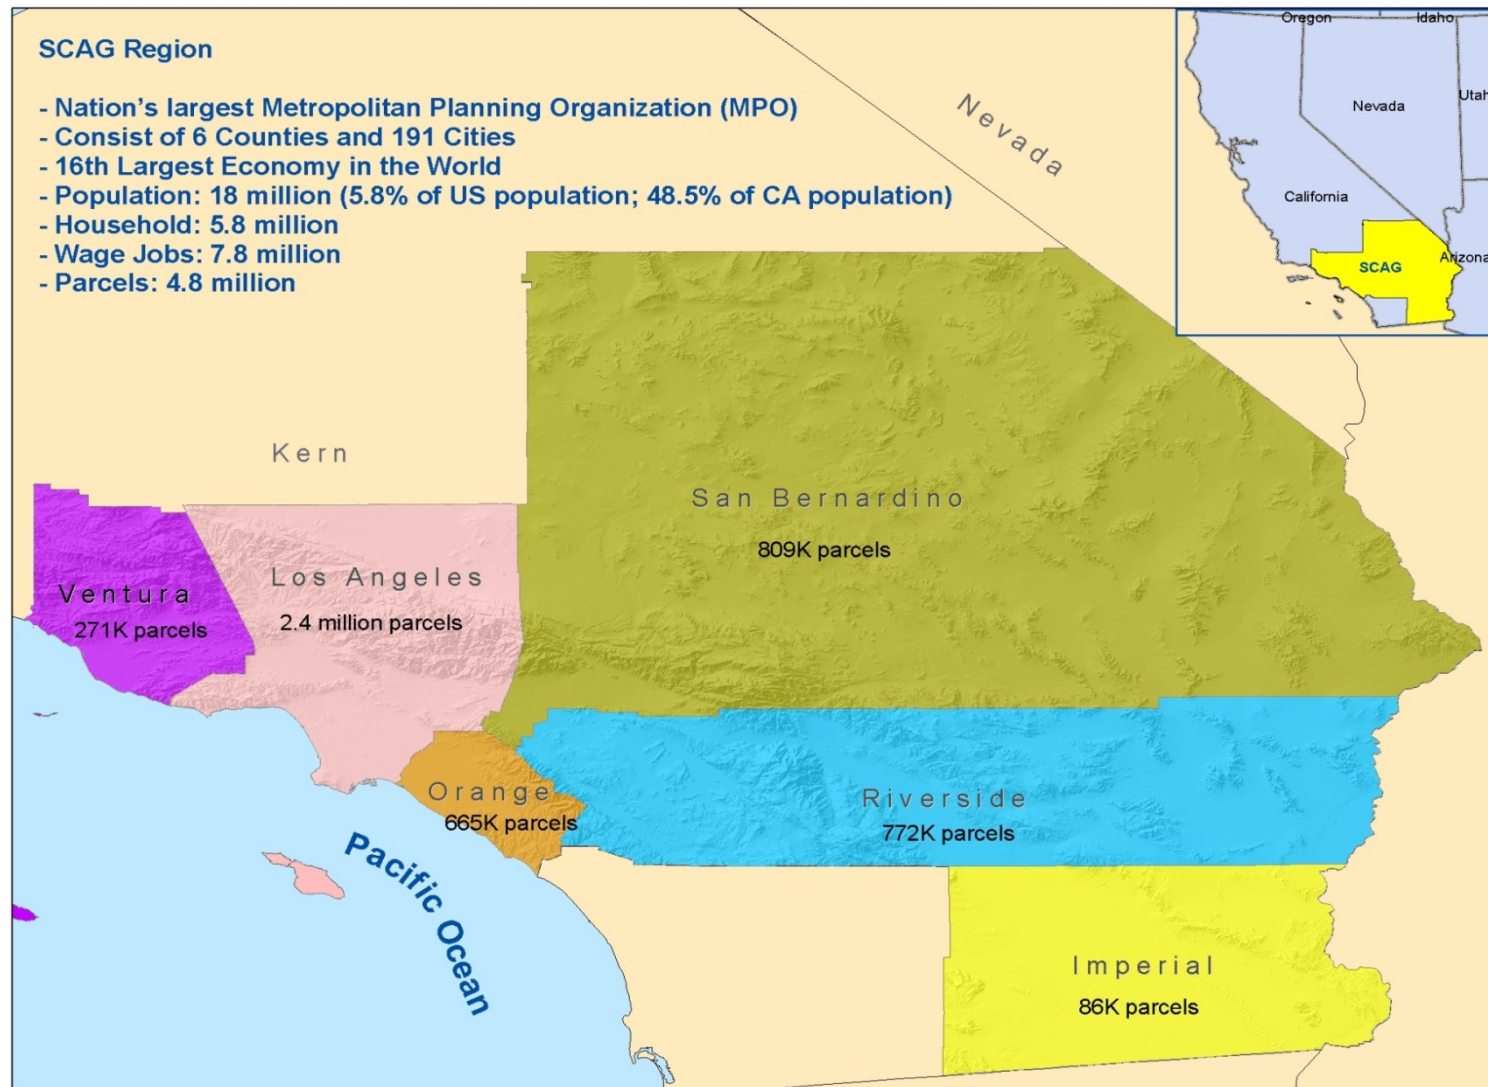 SCAG Region
- Nation's largest Metropolitan Planning Organization (MPO)
- Consist of 6 Counties and 191 Cities
- 16th Largest Economy in the World
- Population: 18 million (5.8% of US population; 48.5% of CA population)
- Household: 5.8 million
- Wage Jobs: 7.8 million
- Parcels: 4.8 million
Oregon
Idaho
Nevada
Utah
California
SCAG
Arizona
Nevada
Kern
San Bernardino
809K parcels
Los Angeles
2.4 million parcels
Ventura
271K parcels
Orange
665K parcels
Riverside
772K parcels
Pacific Ocean
Imperial
86K parcels